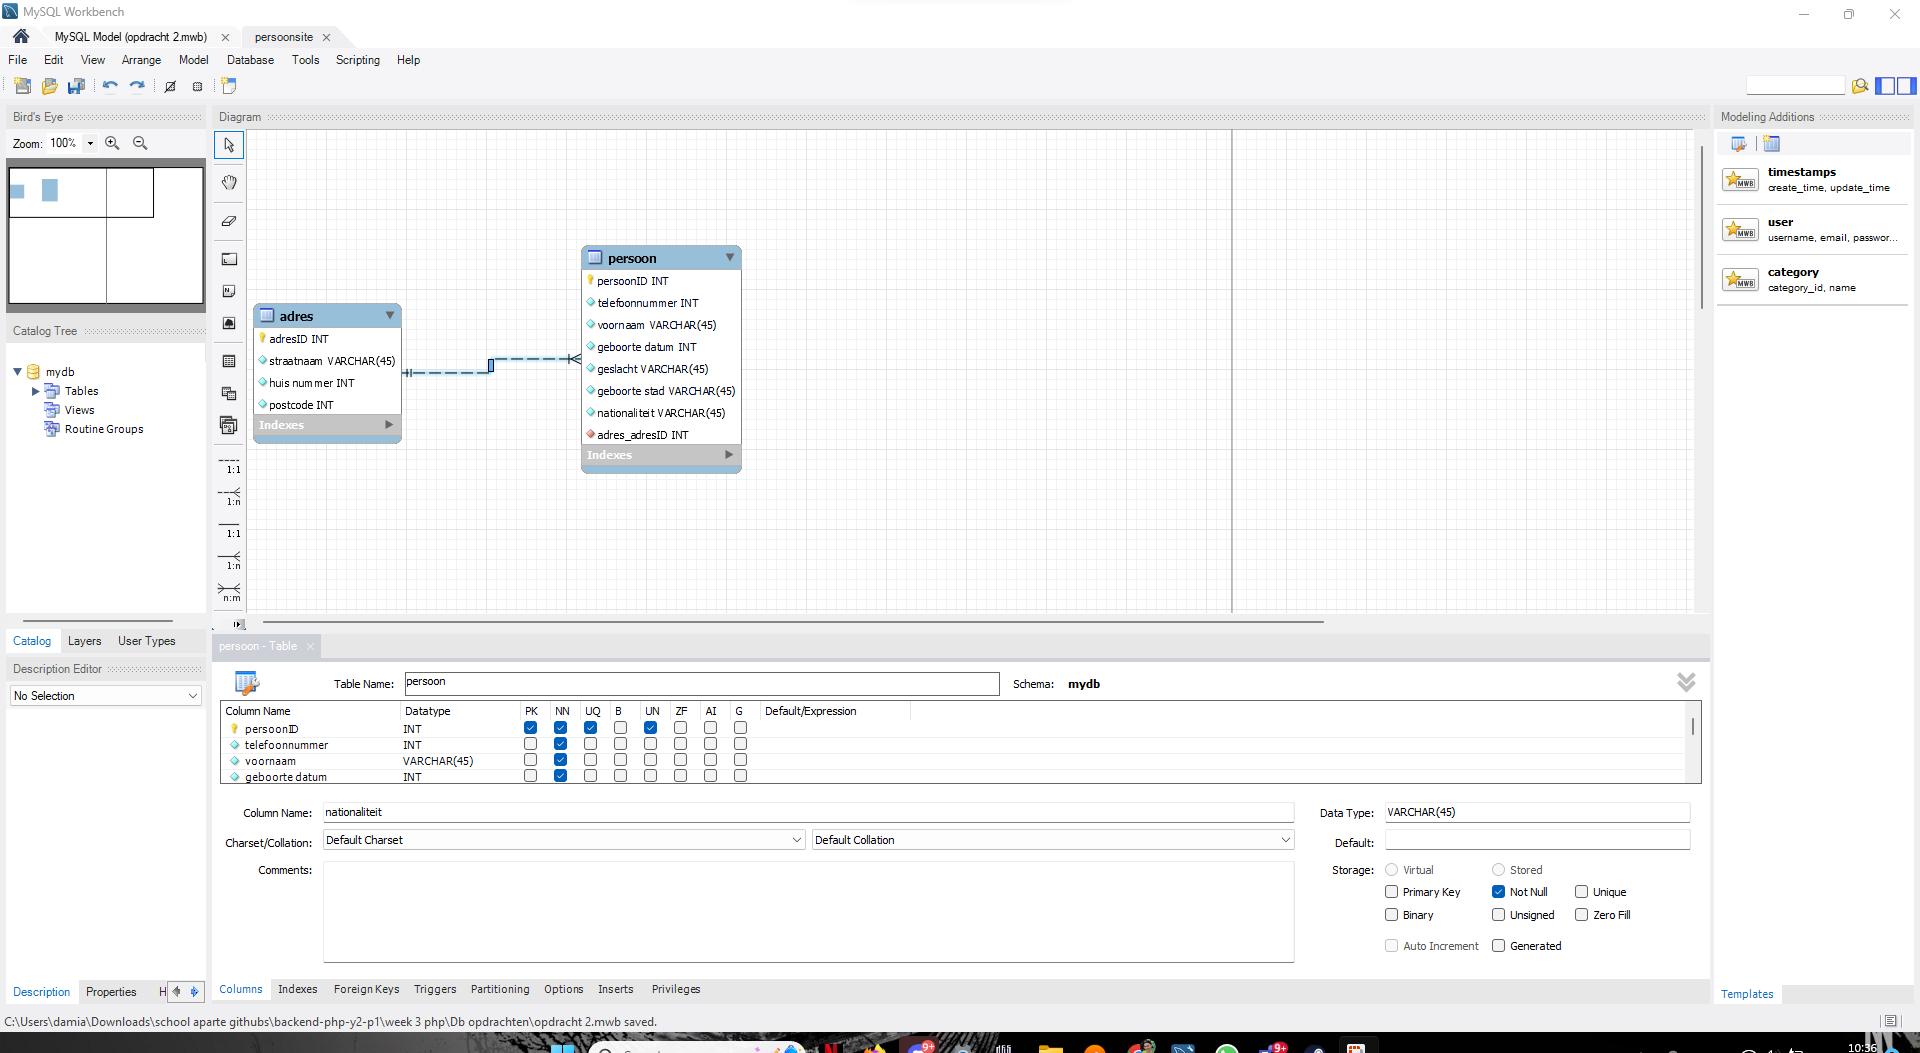 MySQL Workbench
MySQL Model (opdracht 2.mwb)
persoonsite
File Edit View Arrange Model Database Tools Scripting Help
Bird's Eye
Zoom: 100%
Diagram
Modeling Additions
timestamps
create_time, update_time
user
username, email, passwor...
category
category_id, name
Catalog Tree
mydb
Tables
Views
Routine Groups
adres
adresID INT
straatnaam VARCHAR(45)
huis nummer INT
postcode INT
Indexes
persoon
persoonID INT
telefoonnummer INT
voornaam VARCHAR(45)
geboorte datum INT
geslacht VARCHAR(45)
geboorte stad VARCHAR(45)
nationaliteit VARCHAR(45)
adres_adresID INT
Indexes
1:1
1:n
1:1
1:n
n:m
Catalog Layers User Types
Description Editor
No Selection
persoon - Table
Table Name: persoon Schema: mydb
Column Name Datatype PK NN UQ B UN ZF AI G Default/Expression
persoonID INT
telefoonnummer INT
voornaam VARCHAR(45)
geboorte datum INT
Column Name: nationaliteit Data Type: VARCHAR(45)
Charset/Collation: Default Charset Default Collation Default:
Comments: Storage: Virtual Stored
Primary Key Not Null Unique
Binary Unsigned Zero Fill
Auto Increment Generated
Description Properties H
Columns Indexes Foreign Keys Triggers Partitioning Options Inserts Privileges
Templates
C:\Users\damia\Downloads\school aparte githubs\backend-php-y2-p1\week 3 php\Db opdrachten\opdracht 2.mwb saved.
9+
9+
10:36